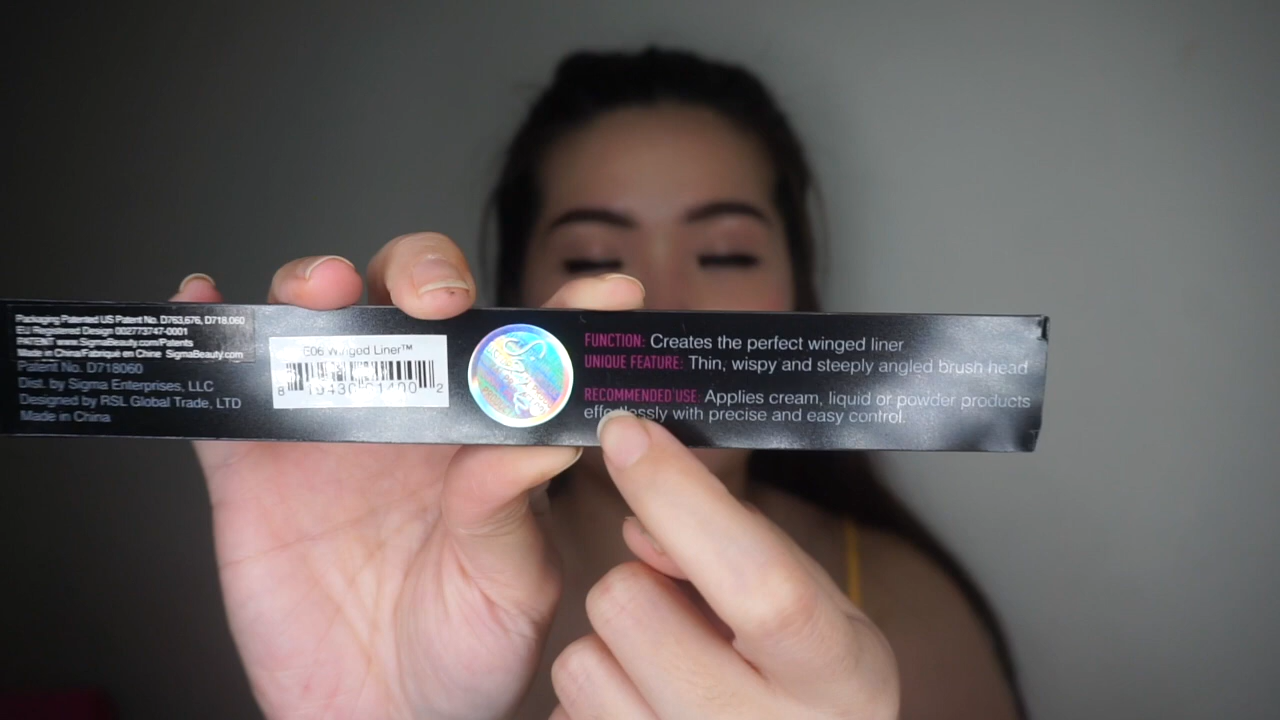 Packaging Patented US Patent No. D763,676, D718,060
EU Registered Design 002773747-0001
PATENT www.SigmaBeauty.com/Patents
Made in China/Fabriqué en Chine SigmaBeauty.com
Patent No. D718060
Dist. by Sigma Enterprises, LLC
Designed by RSL Global Trade, LTD
Made in China
E06 Winged Liner™
Sigma
FUNCTION: Creates the perfect winged liner
UNIQUE FEATURE: Thin, wispy and steeply angled brush head
RECOMMENDED USE: Applies cream, liquid or powder products
effortlessly with precise and easy control.